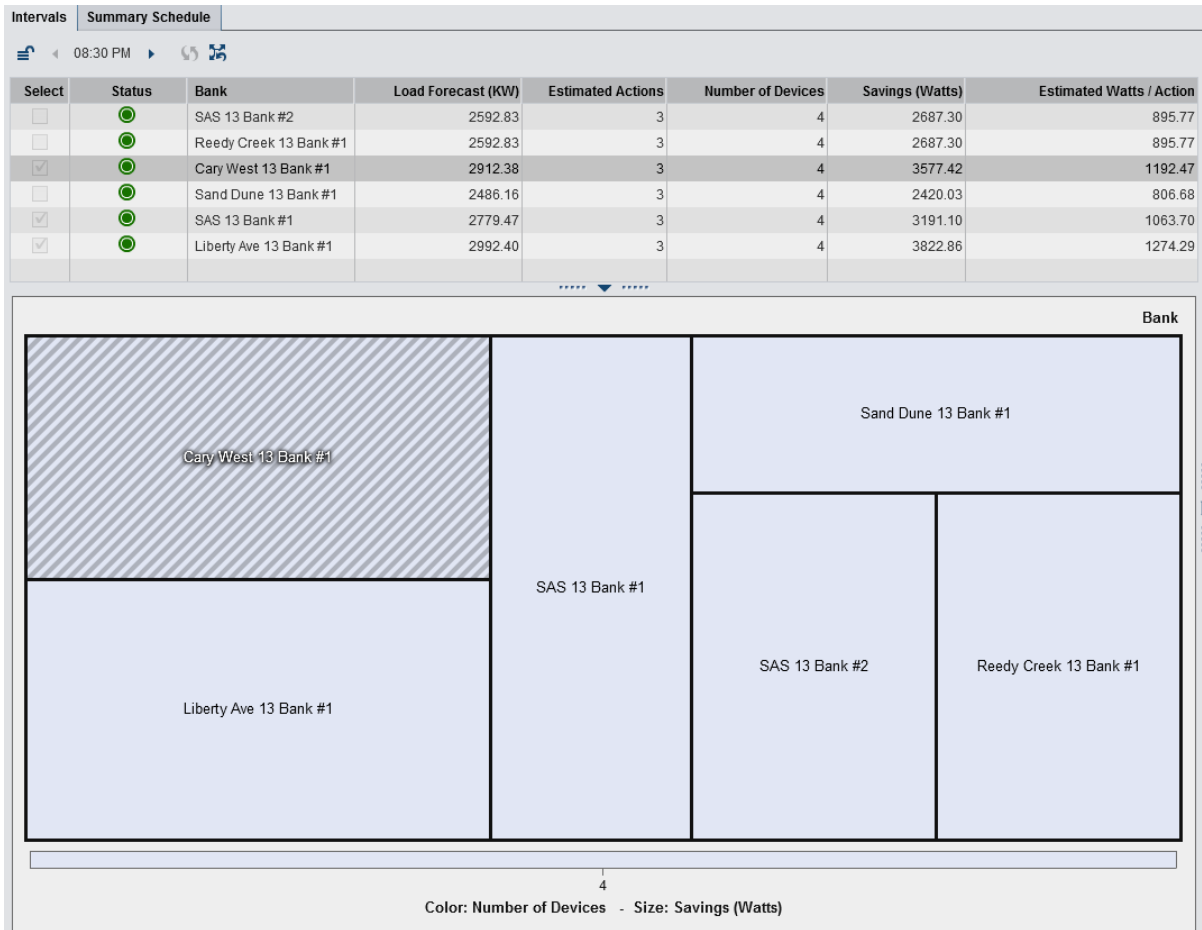 Intervals Summary Schedule
08:30 PM
Select Status Bank Load Forecast (KW) Estimated Actions Number of Devices Savings (Watts) Estimated Watts / Action
SAS 13 Bank #2 2592.83 3 4 2687.30 895.77
Reedy Creek 13 Bank #1 2592.83 3 4 2687.30 895.77
Cary West 13 Bank #1 2912.38 3 4 3577.42 1192.47
Sand Dune 13 Bank #1 2486.16 3 4 2420.03 806.68
SAS 13 Bank #1 2779.47 3 4 3191.10 1063.70
Liberty Ave 13 Bank #1 2992.40 3 4 3822.86 1274.29
Bank
Cary West 13 Bank #1
Liberty Ave 13 Bank #1
SAS 13 Bank #1
Sand Dune 13 Bank #1
SAS 13 Bank #2
Reedy Creek 13 Bank #1
4
Color: Number of Devices - Size: Savings (Watts)